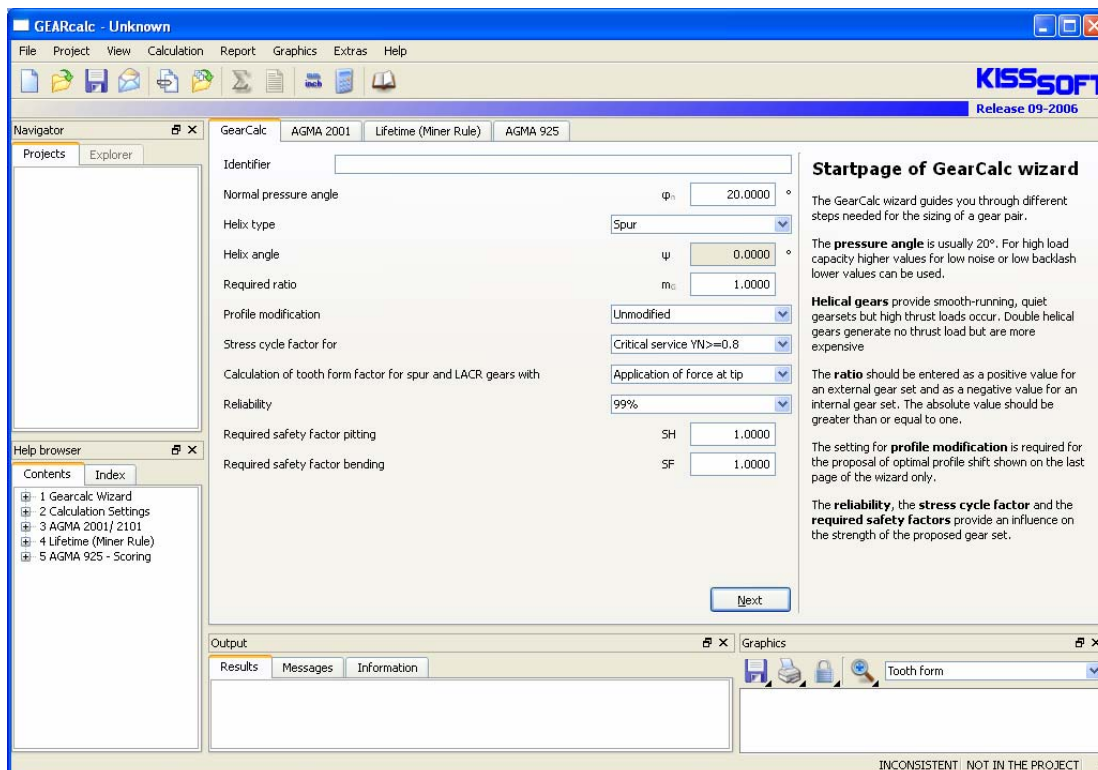 GEARcalc - Unknown
File Project View Calculation Report Graphics Extras Help
mm inch
KISSSOFT
Release 09-2006
Navigator
Projects Explorer
GearCalc AGMA 2001 Lifetime (Miner Rule) AGMA 925
Identifier
Normal pressure angle φn 20.0000 °
Helix type Spur
Helix angle ψ 0.0000 °
Required ratio mG 1.0000
Profile modification Unmodified
Stress cycle factor for Critical service YN>=0.8
Calculation of tooth form factor for spur and LACR gears with Application of force at tip
Reliability 99%
Required safety factor pitting SH 1.0000
Required safety factor bending SF 1.0000
Next
Startpage of GearCalc wizard
The GearCalc wizard guides you through different
steps needed for the sizing of a gear pair.
The pressure angle is usually 20°. For high load
capacity higher values for low noise or low backlash
lower values can be used.
Helical gears provide smooth-running, quiet
gearsets but high thrust loads occur. Double helical
gears generate no thrust load but are more
expensive
The ratio should be entered as a positive value for
an external gear set and as a negative value for an
internal gear set. The absolute value should be
greater than or equal to one.
The setting for profile modification is required for
the proposal of optimal profile shift shown on the last
page of the wizard only.
The reliability, the stress cycle factor and the
required safety factors provide an influence on
the strength of the proposed gear set.
Help browser
Contents Index
1 Gearcalc Wizard
2 Calculation Settings
3 AGMA 2001/ 2101
4 Lifetime (Miner Rule)
5 AGMA 925 - Scoring
Output
Results Messages Information
Graphics
Tooth form
INCONSISTENT NOT IN THE PROJECT